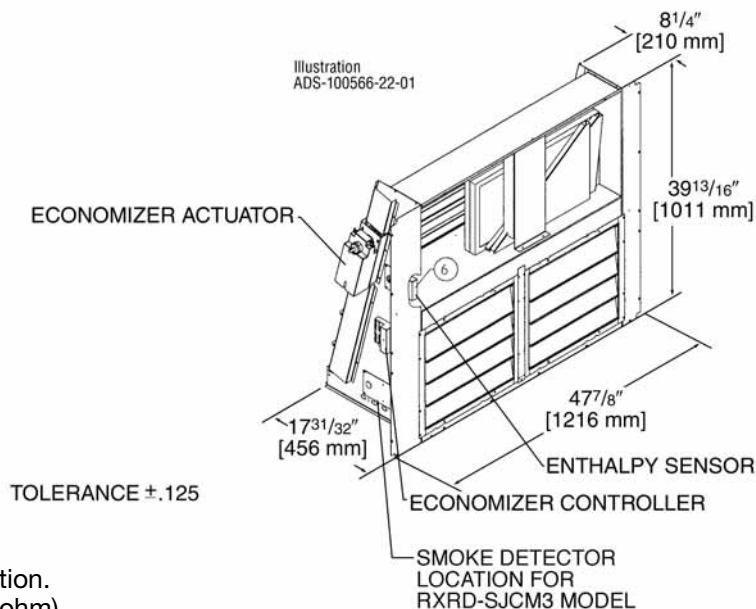 8 1/4"
[210 mm]
Illustration
ADS-100566-22-01
ECONOMIZER ACTUATOR
39 13/16"
[1011 mm]
6
47 7/8"
[1216 mm]
17 31/32"
[456 mm]
ENTHALPY SENSOR
TOLERANCE ±.125
ECONOMIZER CONTROLLER
SMOKE DETECTOR
LOCATION FOR
RXRD-SJCM3 MODEL
tion.
ohm)